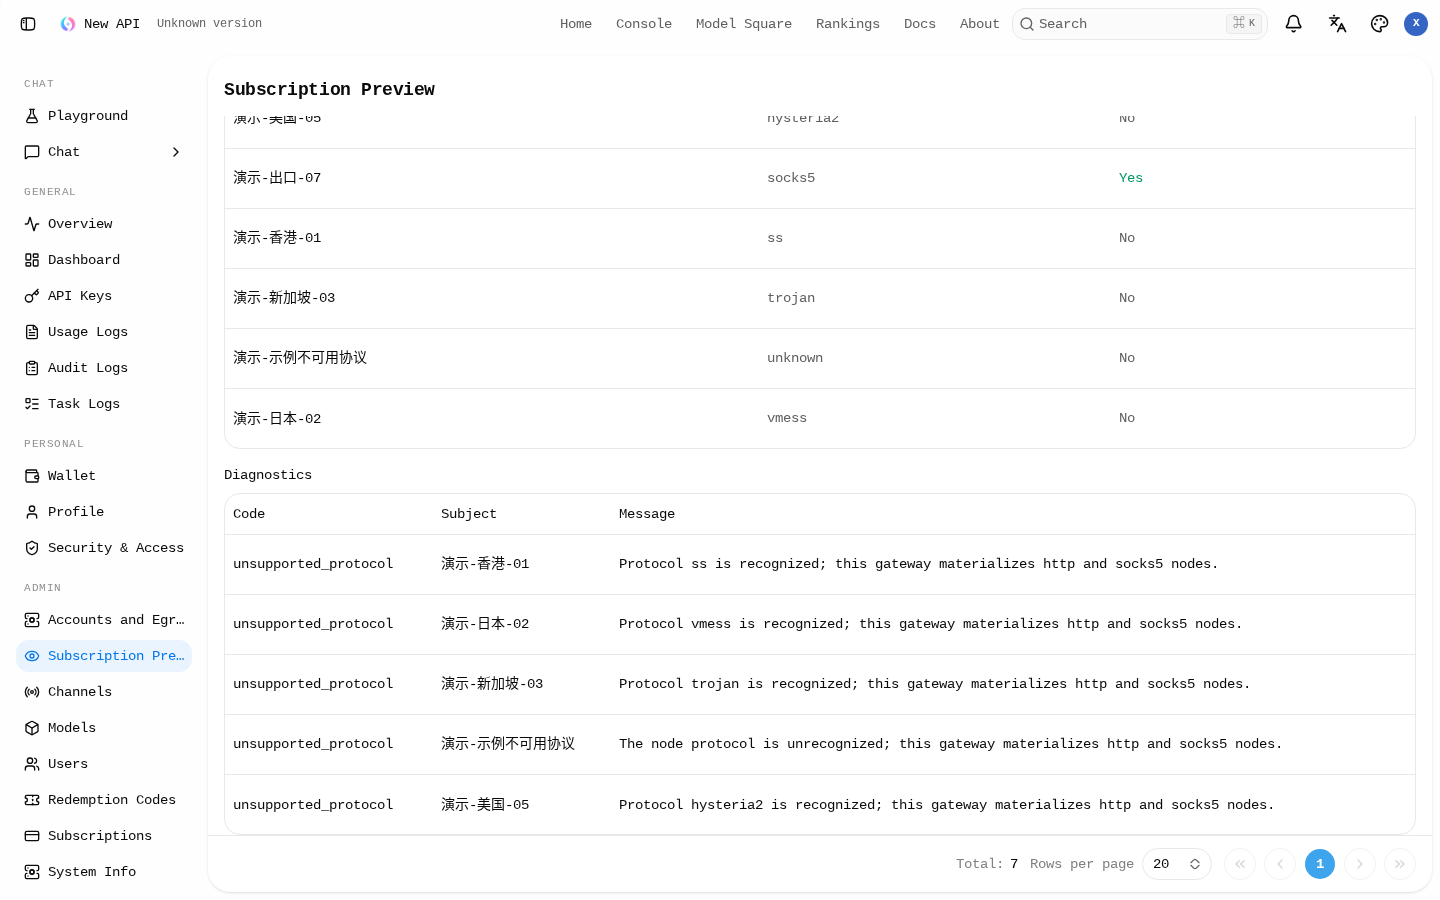 New API
Unknown version
Home
Console
Model Square
Rankings
Docs
About
Search
⌘ K
X
CHAT
Playground
Chat
GENERAL
Overview
Dashboard
API Keys
Usage Logs
Audit Logs
Task Logs
PERSONAL
Wallet
Profile
Security & Access
ADMIN
Accounts and Egr…
Subscription Pre…
Channels
Models
Users
Redemption Codes
Subscriptions
System Info
Subscription Preview
演示-美国-05 hysteria2 No
演示-出口-07 socks5 Yes
演示-香港-01 ss No
演示-新加坡-03 trojan No
演示-示例不可用协议 unknown No
演示-日本-02 vmess No
Diagnostics
Code Subject Message
unsupported_protocol 演示-香港-01 Protocol ss is recognized; this gateway materializes http and socks5 nodes.
unsupported_protocol 演示-日本-02 Protocol vmess is recognized; this gateway materializes http and socks5 nodes.
unsupported_protocol 演示-新加坡-03 Protocol trojan is recognized; this gateway materializes http and socks5 nodes.
unsupported_protocol 演示-示例不可用协议 The node protocol is unrecognized; this gateway materializes http and socks5 nodes.
unsupported_protocol 演示-美国-05 Protocol hysteria2 is recognized; this gateway materializes http and socks5 nodes.
Total: 7 Rows per page 20 1